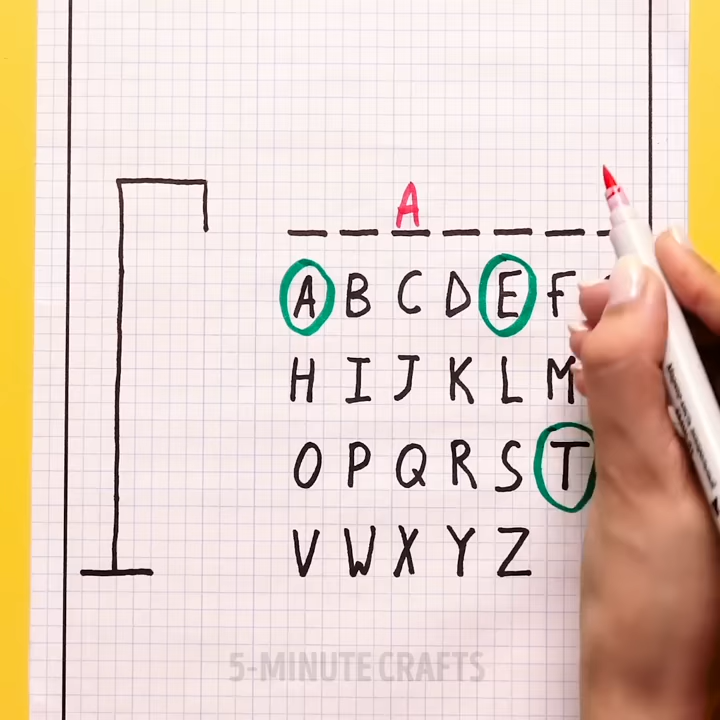 A
A B C D E F
H I J K L M
O P Q R S T
V W X Y Z
5-MINUTE CRAFTS